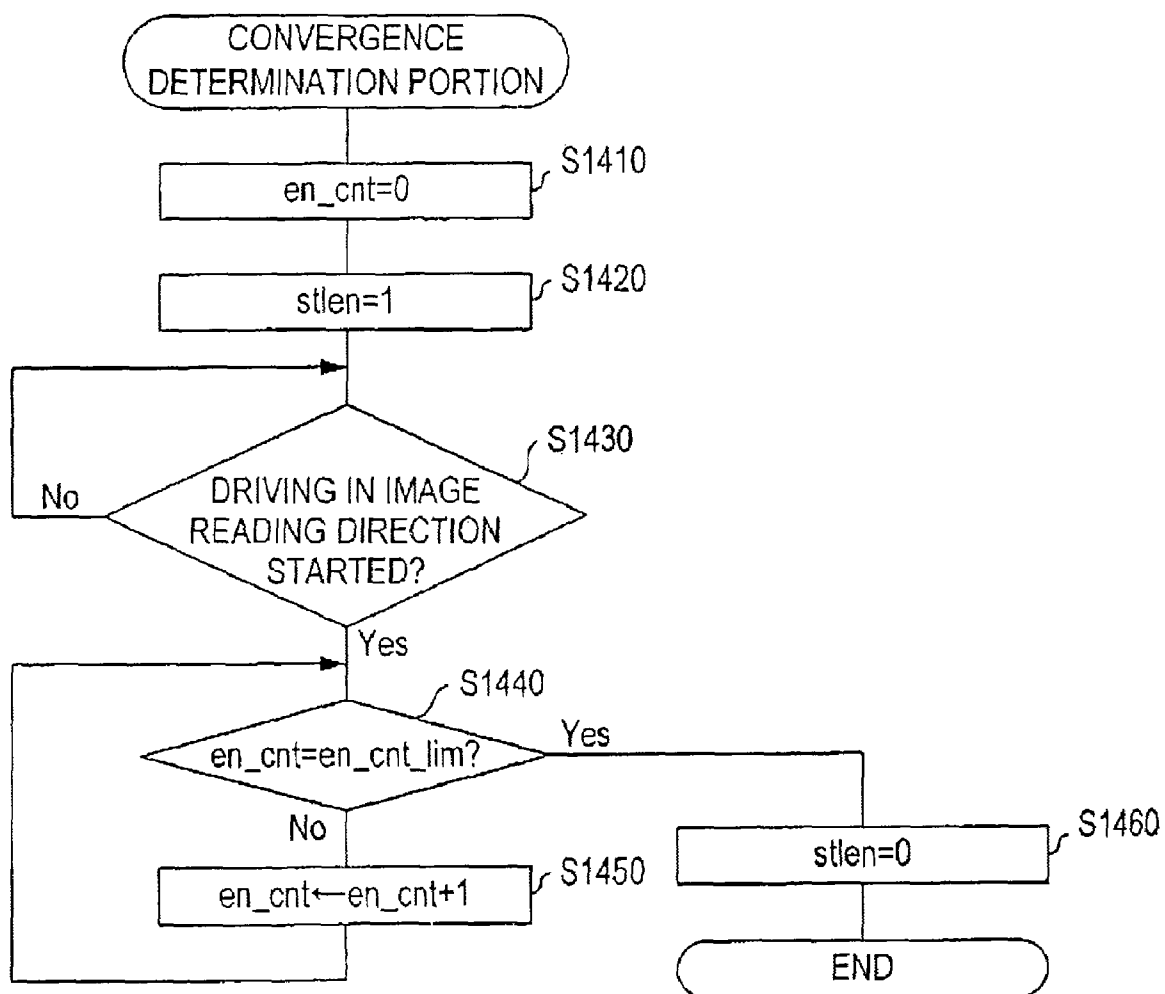 CONVERGENCE
DETERMINATION PORTION
S1410
en_cnt=0
S1420
stlen=1
S1430
No
DRIVING IN IMAGE
READING DIRECTION
STARTED?
Yes
S1440
en_cnt=en_cnt_lim?
Yes
No
S1460
stlen=0
S1450
en_cnt←en_cnt+1
END